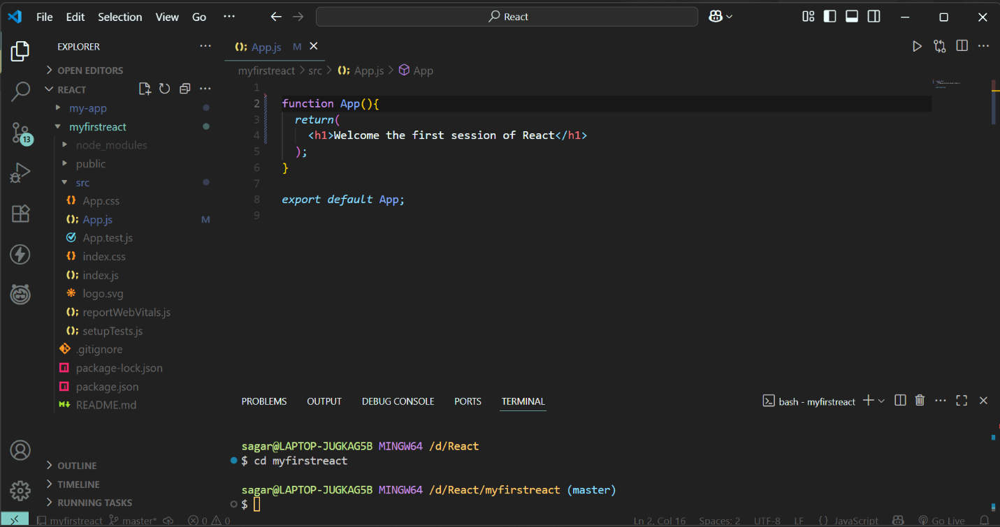 File Edit Selection View Go ··· React
EXPLORER ···
OPEN EDITORS
REACT ···
my-app
myfirstreact
node_modules
public
src
App.css
App.js M
App.test.js
index.css
index.js
logo.svg
reportWebVitals.js
setupTests.js
.gitignore
package-lock.json
package.json
README.md
OUTLINE
TIMELINE
RUNNING TASKS
13
App.js M
myfirstreact > src > App.js > App
1
2 function App(){
3 return(
4 <h1>Welcome the first session of React</h1>
5 );
6 }
7
8 export default App;
9
PROBLEMS OUTPUT DEBUG CONSOLE PORTS TERMINAL bash - myfirstreact
sagar@LAPTOP-JUGKAG5B MINGW64 /d/React
$ cd myfirstreact
sagar@LAPTOP-JUGKAG5B MINGW64 /d/React/myfirstreact (master)
$
myfirstreact master* 0 0 Ln 2, Col 16 Spaces: 2 UTF-8 LF {} JavaScript Go Live